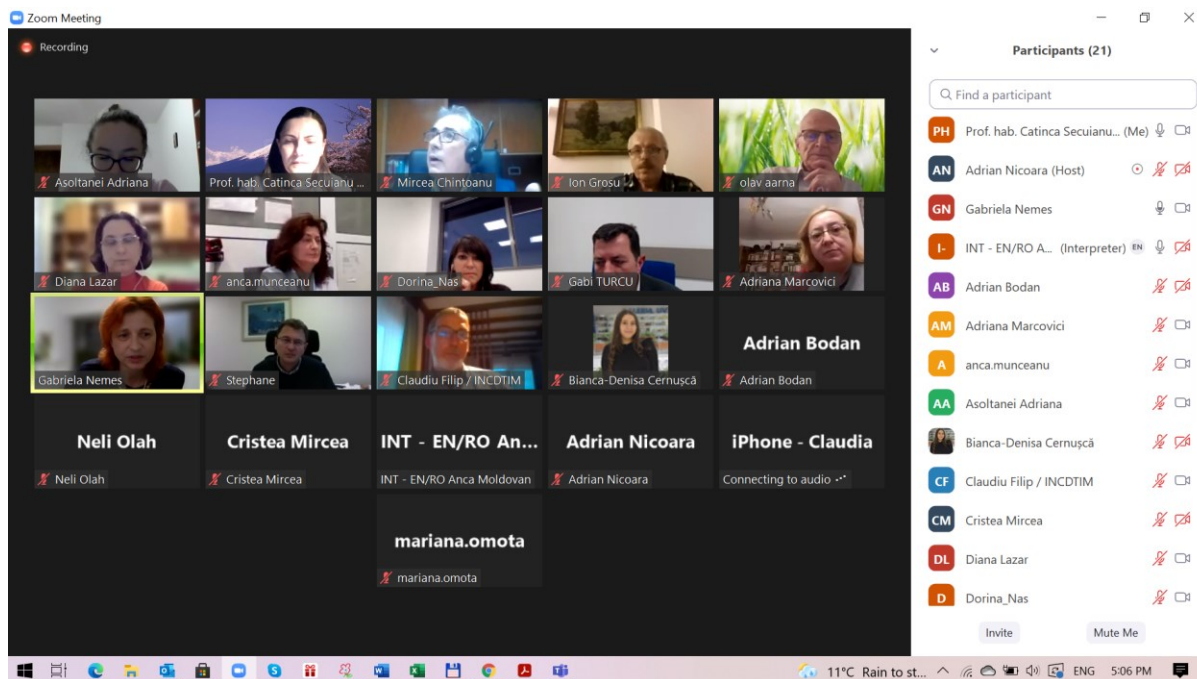 Zoom Meeting
Recording
Asoltanei Adriana
Prof. hab. Catinca Secuianu ...
Mircea Chintoanu
Ion Grosu
olav aarna
Diana Lazar
anca.munceanu
Dorina_Nas
Gabi TURCU
Adriana Marcovici
Gabriela Nemes
Stephane
Claudiu Filip / INCDTIM
Bianca-Denisa Cernușcă
Adrian Bodan
Adrian Bodan
Neli Olah
Neli Olah
Cristea Mircea
Cristea Mircea
INT - EN/RO An...
INT - EN/RO Anca Moldovan
Adrian Nicoara
Adrian Nicoara
iPhone - Claudia
Connecting to audio
mariana.omota
mariana.omota
Participants (21)
Find a participant
PH Prof. hab. Catinca Secuianu... (Me)
AN Adrian Nicoara (Host)
GN Gabriela Nemes
I- INT - EN/RO A... (Interpreter) EN
AB Adrian Bodan
AM Adriana Marcovici
A anca.munceanu
AA Asoltanei Adriana
Bianca-Denisa Cernușcă
CF Claudiu Filip / INCDTIM
CM Cristea Mircea
DL Diana Lazar
D Dorina_Nas
Invite Mute Me
11°C Rain to st... ENG 5:06 PM